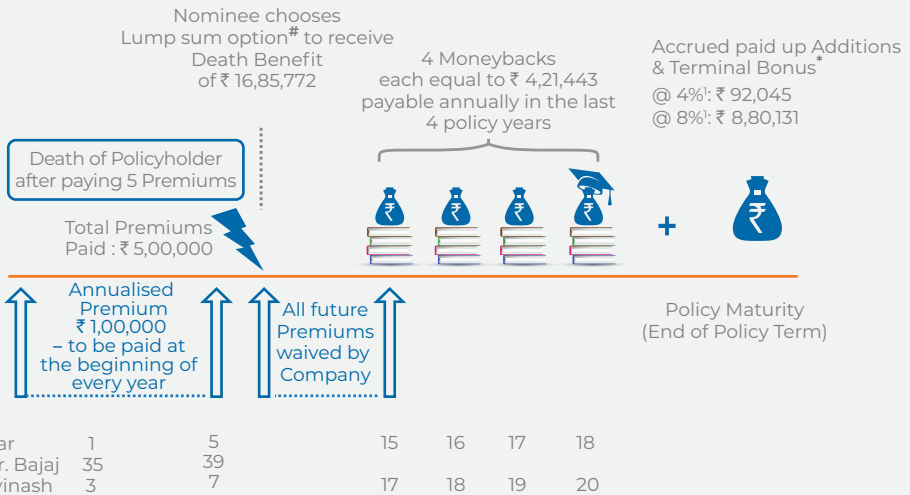 Nominee chooses
Lump sum option# to receive
Death Benefit
of ₹ 16,85,772
4 Moneybacks
each equal to ₹ 4,21,443
payable annually in the last
4 policy years
Accrued paid up Additions
& Terminal Bonus*
@ 4%¹: ₹ 92,045
@ 8%¹: ₹ 8,80,131
Death of Policyholder
after paying 5 Premiums
Total Premiums
Paid : ₹ 5,00,000
₹ ₹ ₹ ₹ + ₹
Annualised
Premium
₹ 1,00,000
– to be paid at
the beginning of
every year
All future
Premiums
waived by
Company
Policy Maturity
(End of Policy Term)
ar 1 5 15 16 17 18
r. Bajaj 35 39
vinash 3 7 17 18 19 20